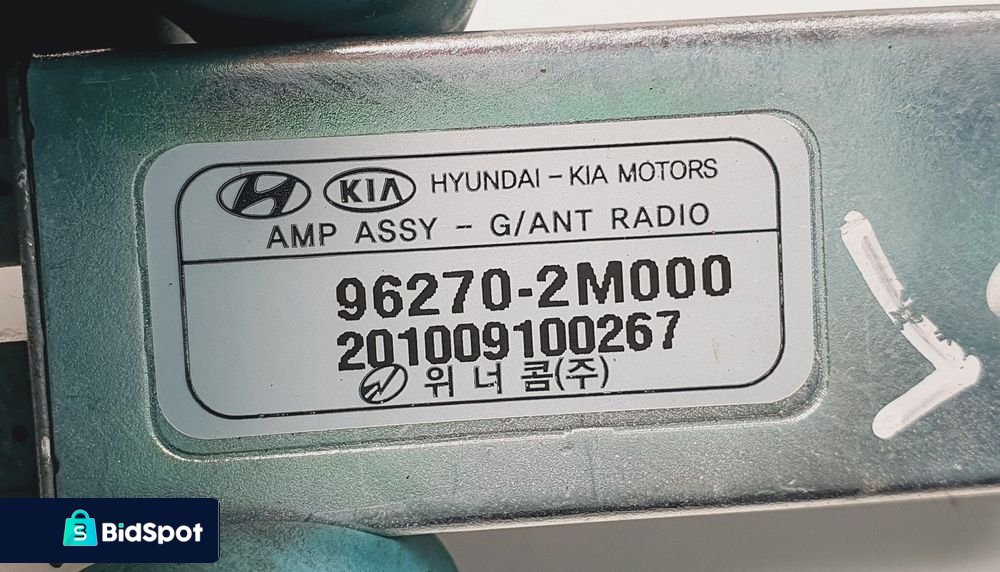 KIA HYUNDAI - KIA MOTORS
AMP ASSY - G/ANT RADIO
96270-2M000
201009100267
위너콤(주)
BidSpot